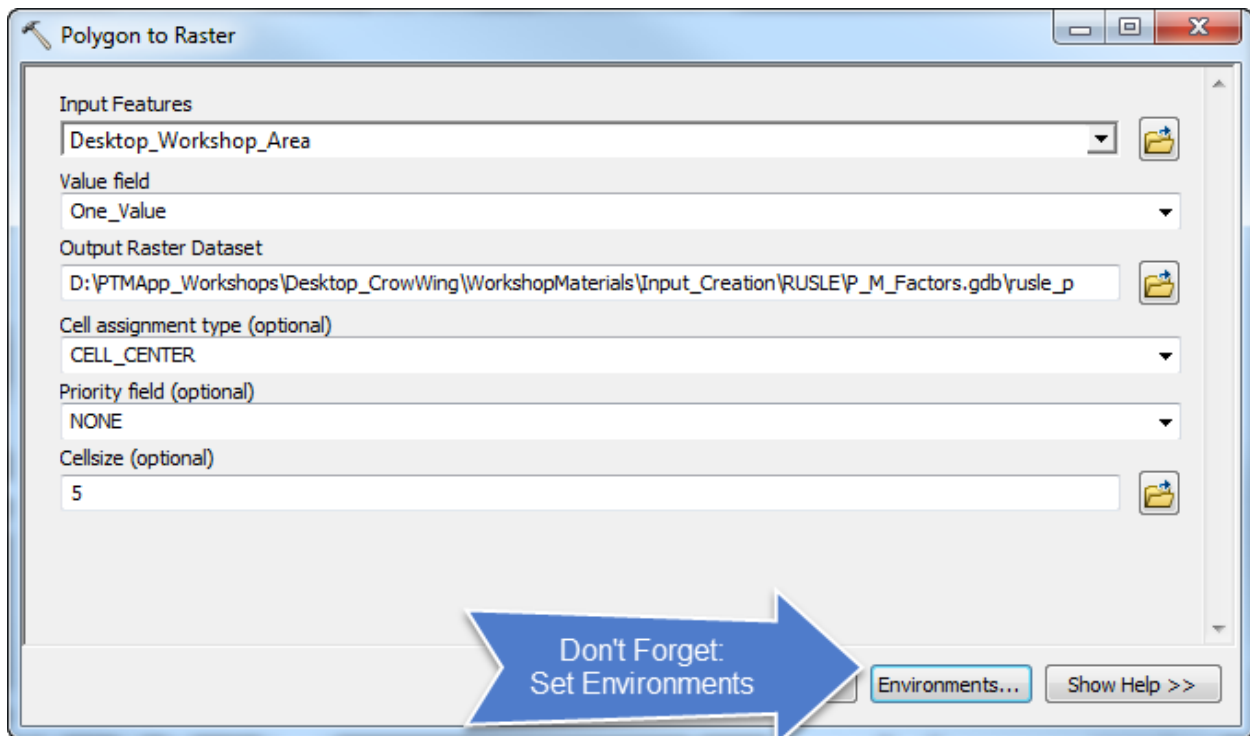 Polygon to Raster
Input Features
Desktop_Workshop_Area
Value field
One_Value
Output Raster Dataset
D:\PTMApp_Workshops\Desktop_CrowWing\WorkshopMaterials\Input_Creation\RUSLE\P_M_Factors.gdb\rusle_p
Cell assignment type (optional)
CELL_CENTER
Priority field (optional)
NONE
Cellsize (optional)
5
Don't Forget:
Set Environments
Environments...
Show Help >>